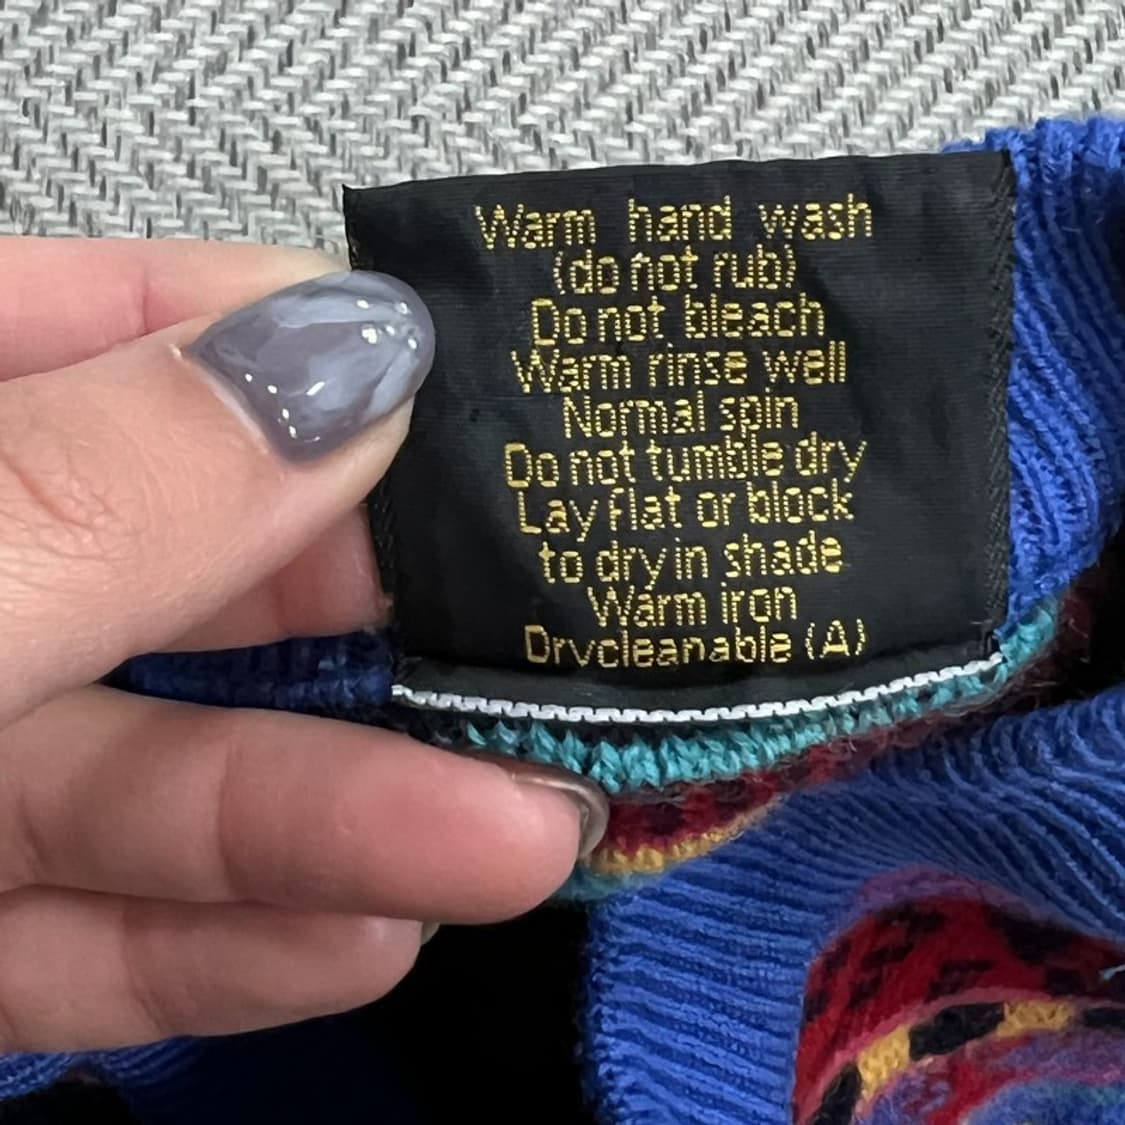 Warm hand wash
(do not rub)
Do not bleach
Warm rinse well
Normal spin
Do not tumble dry
Lay flat or block
to dry in shade
Warm iron
Drycleanable (A)